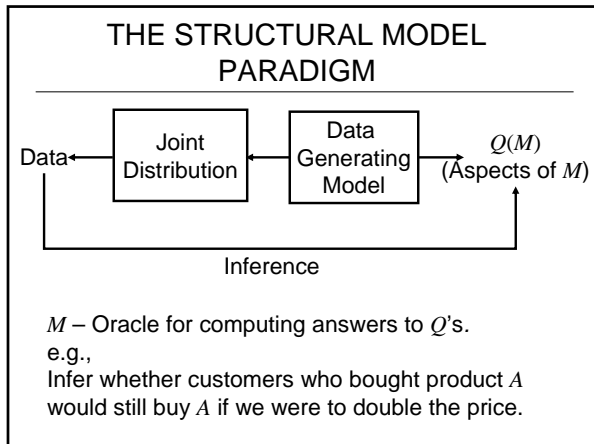 THE STRUCTURAL MODEL
PARADIGM
Data
Joint
Distribution
Data
Generating
Model
Q(M)
(Aspects of M)
Inference
M – Oracle for computing answers to Q's.
e.g.,
Infer whether customers who bought product A
would still buy A if we were to double the price.